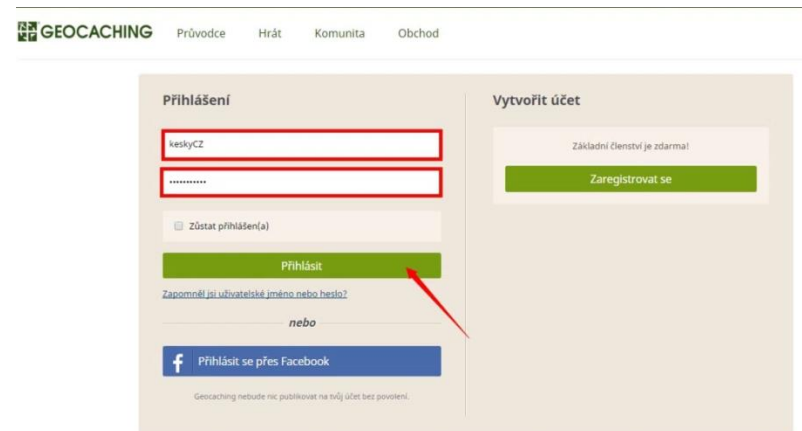 GEOCACHING Průvodce Hrát Komunita Obchod
Přihlášení
keskyCZ
•••••••••••
Zůstat přihlášen(a)
Přihlásit
Zapomněl jsi uživatelské jméno nebo heslo?
nebo
Přihlásit se přes Facebook
Geocaching nebude nic publikovat na tvůj účet bez povolení.
Vytvořit účet
Základní členství je zdarma!
Zaregistrovat se